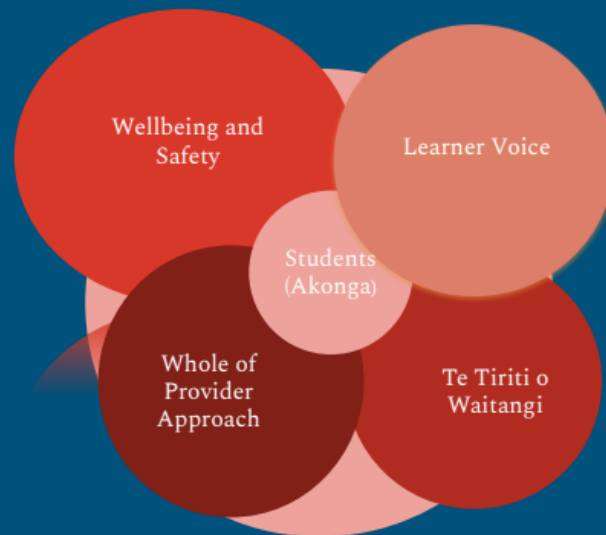 Wellbeing and
Safety
Learner Voice
Students
(Akonga)
Whole of
Provider
Approach
Te Tiriti o
Waitangi